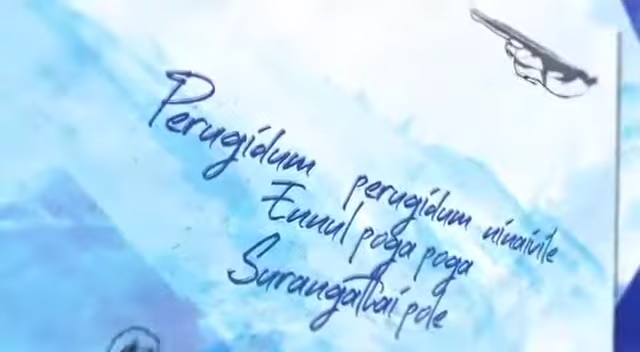 Perugidum perugidum ninaivile
Ennul poga poga
Surangathai pole